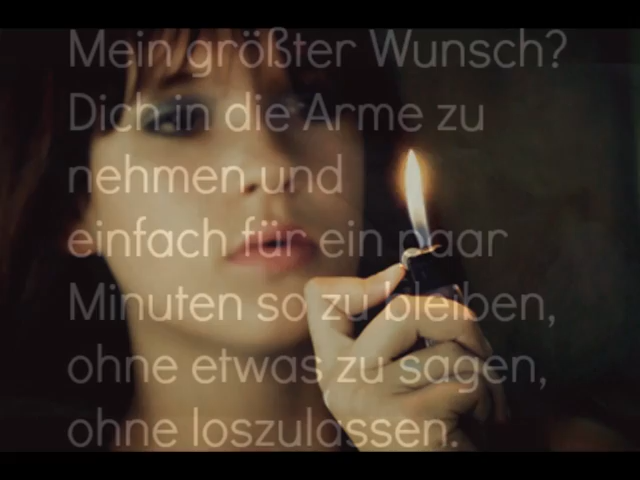 Mein größter Wunsch?
Dich in die Arme zu
nehmen und
einfach für ein paar
Minuten so zu bleiben,
ohne etwas zu sagen,
ohne loszulassen.